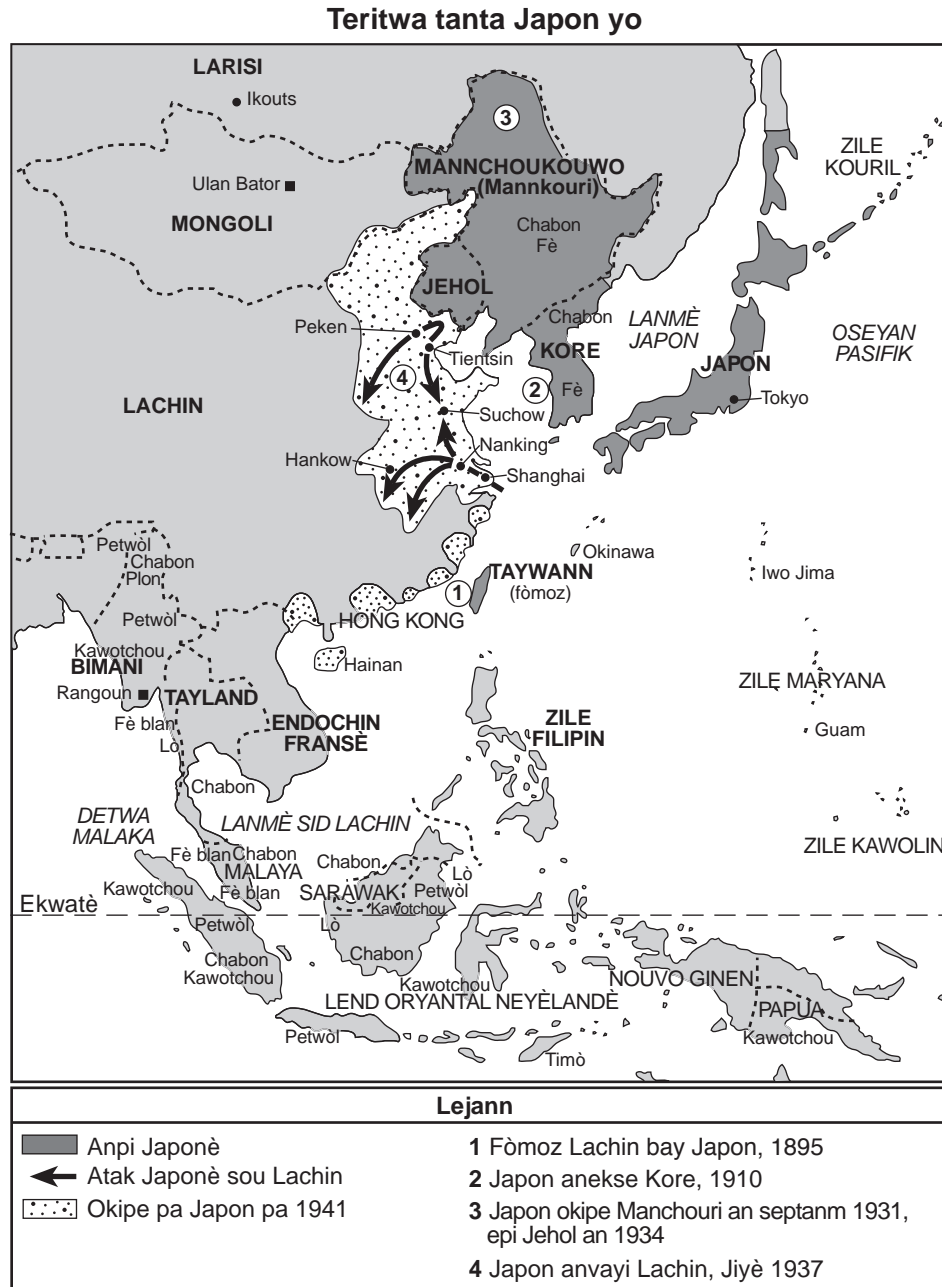 Teritwa tanta Japon yo
LARISI
Ikouts
3
ZILE
KOURIL
MANNCHOUKOUWO
(Mannkouri)
Ulan Bator
MONGOLI
Chabon
Fè
JEHOL
Chabon
Peken
LANMÈ
JAPON
OSEYAN
PASIFIK
Tientsin
KORE
JAPON
4
2
Fè
Tokyo
LACHIN
Suchow
Nanking
Hankow
Shanghai
Petwòl
Chabon
Plon
Okinawa
TAYWANN
(fòmoz)
Iwo Jima
1
Petwòl
HONG KONG
Kawotchou
BIMANI
Hainan
Rangoun
TAYLAND
ZILE MARYANA
Fè blan
Lò
ENDOCHIN
FRANSÈ
ZILE
FILIPIN
Guam
Chabon
DETWA
MALAKA
LANMÈ SID LACHIN
ZILE KAWOLIN
Fè blan
Chabon
MALAYA
Chabon
Lò
Kawotchou
Fè blan
SARAWAK
Petwòl
Kawotchou
Ekwatè
Petwòl
Lò
Chabon
Kawotchou
Chabon
Kawotchou
NOUVO GINEN
LEND ORYANTAL NEYÈLANDÈ
PAPUA
Kawotchou
Petwòl
Timò
Lejann
Anpi Japonè
Atak Japonè sou Lachin
Okipe pa Japon pa 1941
1 Fòmoz Lachin bay Japon, 1895
2 Japon anekse Kore, 1910
3 Japon okipe Manchouri an septanm 1931,
epi Jehol an 1934
4 Japon anvayi Lachin, Jiyè 1937